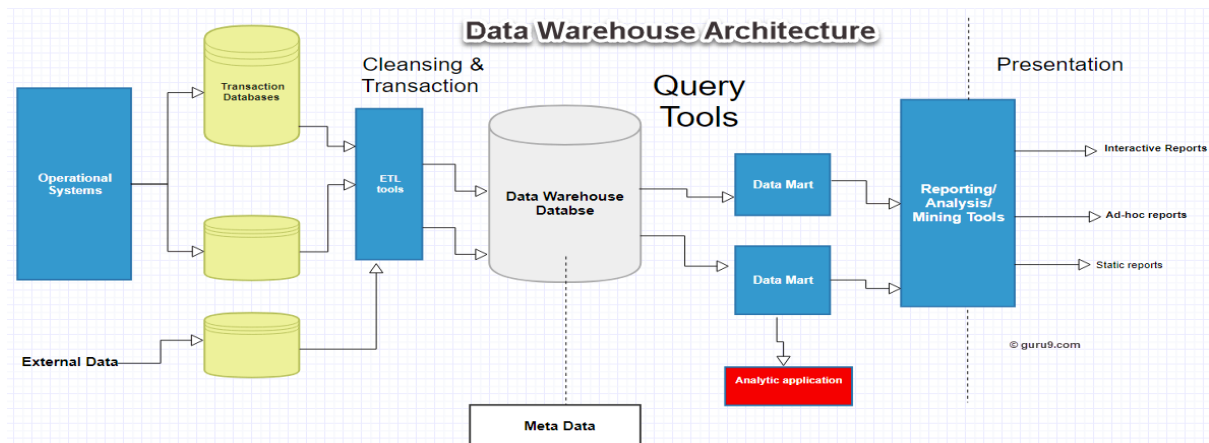 Data Warehouse Architecture
Cleansing &
Transaction
Query
Tools
Presentation
Transaction
Databases
Operational
Systems
ETL
tools
Data Warehouse
Databse
Data Mart
Data Mart
Reporting/
Analysis/
Mining Tools
Interactive Reports
Ad-hoc reports
Static reports
External Data
Analytic application
Meta Data
© guru9.com